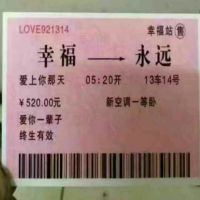 LOVE921314 幸福站 售
幸福 → 永远
爱上你那天 05:20开 13车14号
¥520.00元 新空调一等卧
爱你一辈子
终生有效